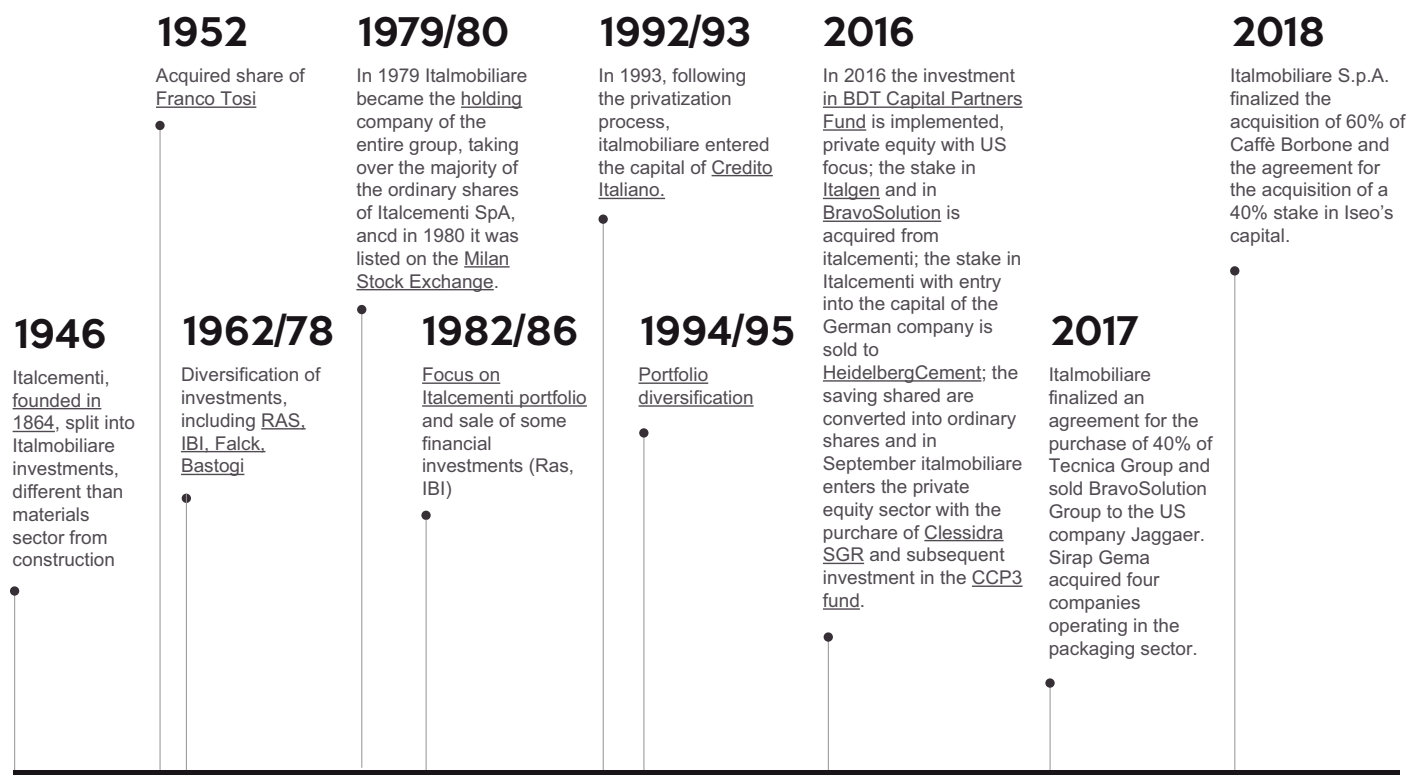 1952
Acquired share of
Franco Tosi
1979/80
In 1979 Italmobiliare
became the holding
company of the
entire group, taking
over the majority of
the ordinary shares
of Italcementi SpA,
ancd in 1980 it was
listed on the Milan
Stock Exchange.
1992/93
In 1993, following
the privatization
process,
italmobiliare entered
the capital of Credito
Italiano.
2016
In 2016 the investment
in BDT Capital Partners
Fund is implemented,
private equity with US
focus; the stake in
Italgen and in
BravoSolution is
acquired from
italcementi; the stake in
Italcementi with entry
into the capital of the
German company is
sold to
HeidelbergCement; the
saving shared are
converted into ordinary
shares and in
September italmobiliare
enters the private
equity sector with the
purchare of Clessidra
SGR and subsequent
investment in the CCP3
fund.
2018
Italmobiliare S.p.A.
finalized the
acquisition of 60% of
Caffè Borbone and
the agreement for
the acquisition of a
40% stake in Iseo’s
capital.
1946
Italcementi,
founded in
1864, split into
Italmobiliare
investments,
different than
materials
sector from
construction
1962/78
Diversification of
investments,
including RAS,
IBI, Falck,
Bastogi
1982/86
Focus on
Italcementi portfolio
and sale of some
financial
investments (Ras,
IBI)
1994/95
Portfolio
diversification
2017
Italmobiliare
finalized an
agreement for the
purchase of 40% of
Tecnica Group and
sold BravoSolution
Group to the US
company Jaggaer.
Sirap Gema
acquired four
companies
operating in the
packaging sector.